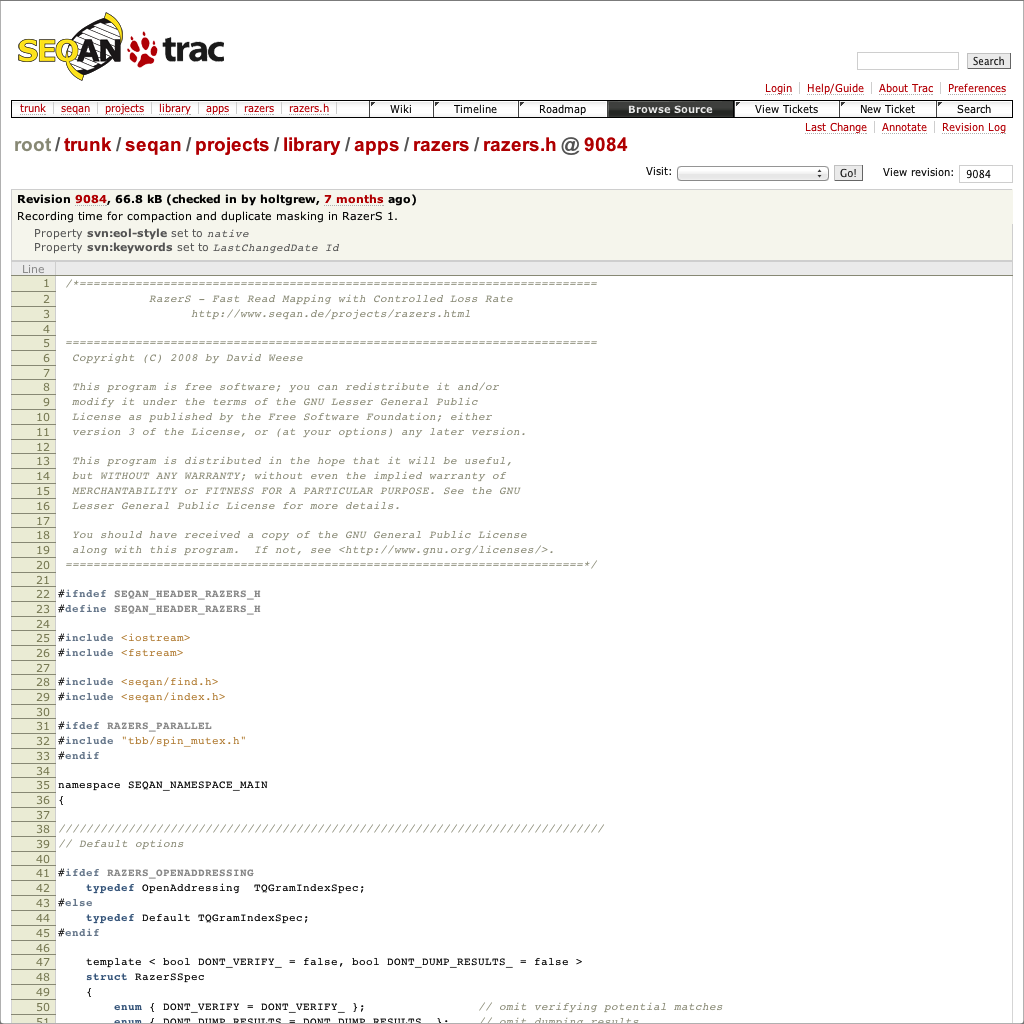 SEQAN trac
Search
Login Help/Guide About Trac Preferences
trunk seqan projects library apps razers razers.h Wiki Timeline Roadmap Browse Source View Tickets New Ticket Search
Last Change Annotate Revision Log
root / trunk / seqan / projects / library / apps / razers / razers.h @ 9084
Visit: Go! View revision: 9084
Revision 9084, 66.8 kB (checked in by holtgrew, 7 months ago)
Recording time for compaction and duplicate masking in RazerS 1.
Property svn:eol-style set to native
Property svn:keywords set to LastChangedDate Id
Line
1 /*==========================================================================
2 RazerS - Fast Read Mapping with Controlled Loss Rate
3 http://www.seqan.de/projects/razers.html
4
5 ============================================================================
6 Copyright (C) 2008 by David Weese
7
8 This program is free software; you can redistribute it and/or
9 modify it under the terms of the GNU Lesser General Public
10 License as published by the Free Software Foundation; either
11 version 3 of the License, or (at your options) any later version.
12
13 This program is distributed in the hope that it will be useful,
14 but WITHOUT ANY WARRANTY; without even the implied warranty of
15 MERCHANTABILITY or FITNESS FOR A PARTICULAR PURPOSE. See the GNU
16 Lesser General Public License for more details.
17
18 You should have received a copy of the GNU General Public License
19 along with this program.  If not, see <http://www.gnu.org/licenses/>.
20 ==========================================================================*/
21
22 #ifndef SEQAN_HEADER_RAZERS_H
23 #define SEQAN_HEADER_RAZERS_H
24
25 #include <iostream>
26 #include <fstream>
27
28 #include <seqan/find.h>
29 #include <seqan/index.h>
30
31 #ifdef RAZERS_PARALLEL
32 #include "tbb/spin_mutex.h"
33 #endif
34
35 namespace SEQAN_NAMESPACE_MAIN
36 {
37
38 //////////////////////////////////////////////////////////////////////////////
39 // Default options
40
41 #ifdef RAZERS_OPENADDRESSING
42 typedef OpenAddressing  TQGramIndexSpec;
43 #else
44 typedef Default TQGramIndexSpec;
45 #endif
46
47 template < bool DONT_VERIFY_ = false, bool DONT_DUMP_RESULTS_ = false >
48 struct RazerSSpec
49 {
50 enum { DONT_VERIFY = DONT_VERIFY_ }; // omit verifying potential matches
51 enum { DONT_DUMP_RESULTS = DONT_DUMP_RESULTS_ }; // omit dumping results